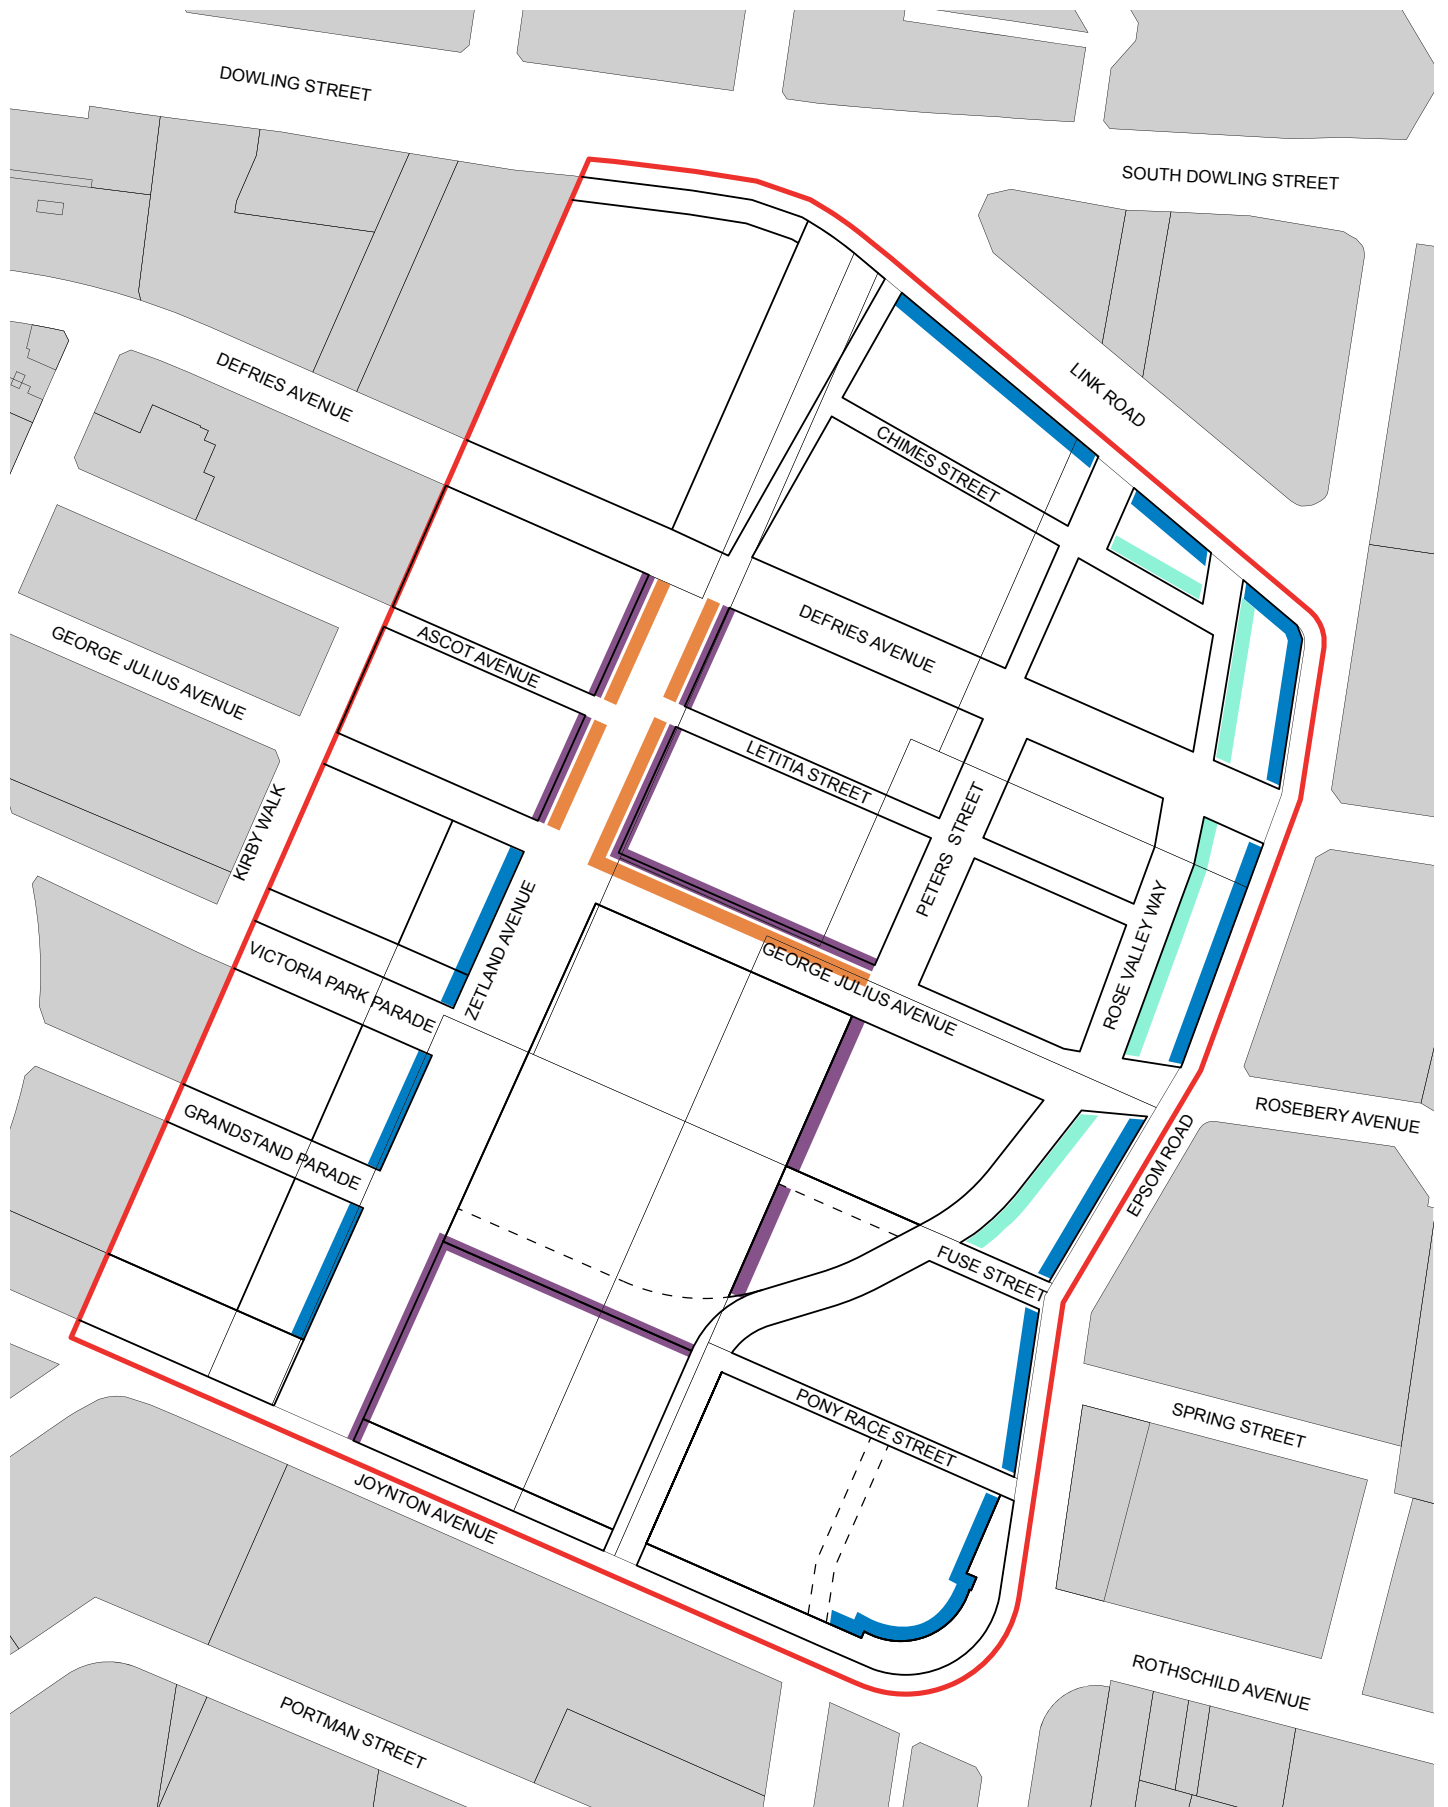 DOWLING STREET
SOUTH DOWLING STREET
DEFRIES AVENUE
LINK ROAD
CHIMES STREET
GEORGE JULIUS AVENUE
ASCOT AVENUE
DEFRIES AVENUE
LETITIA STREET
KIRBY WALK
PETERS STREET
ZETLAND AVENUE
ROSE VALLEY WAY
VICTORIA PARK PARADE
GEORGE JULIUS AVENUE
GRANDSTAND PARADE
ROSEBERY AVENUE
EPSOM ROAD
FUSE STREET
PONY RACE STREET
SPRING STREET
JOYNTON AVENUE
ROTHSCHILD AVENUE
PORTMAN STREET